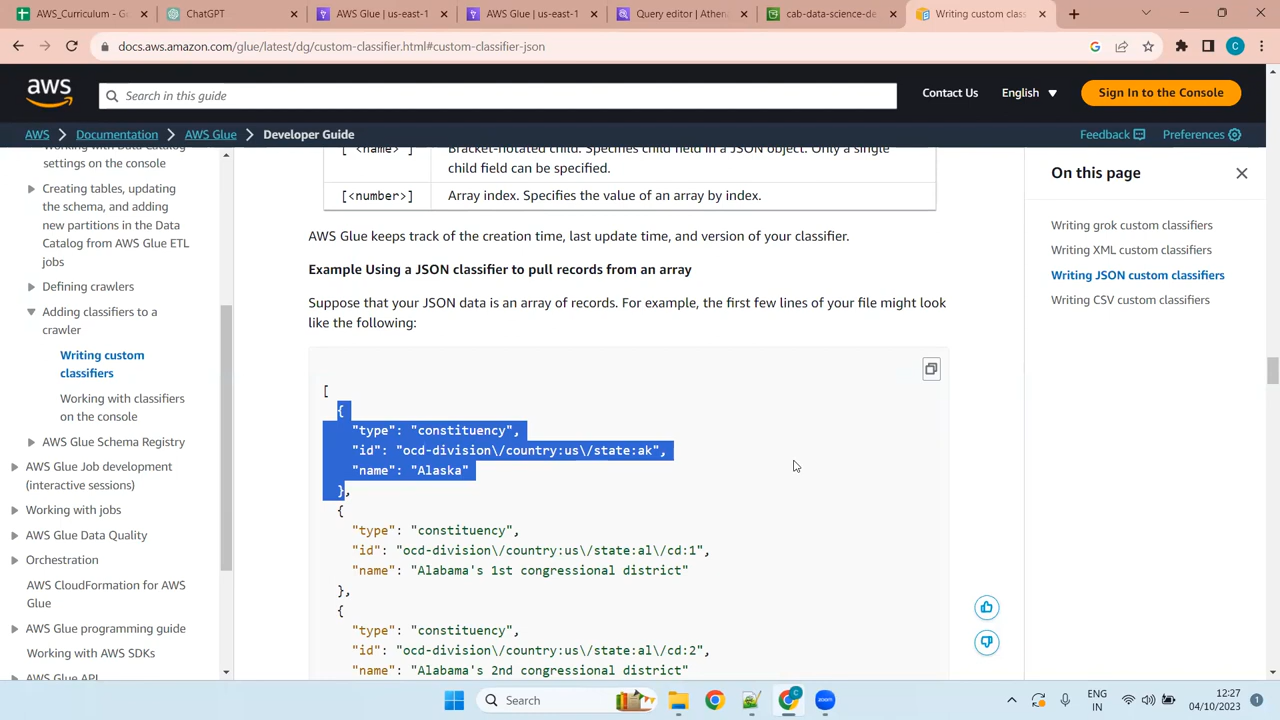 AWS_Curriculum - G
ChatGPT
AWS Glue | us-east-1
AWS Glue | us-east-1
Query editor | Athen
cab-data-science-de
Writing custom class
docs.aws.amazon.com/glue/latest/dg/custom-classifier.html#custom-classifier-json
C
aws
Search in this guide
Contact Us
English
Sign In to the Console
AWS > Documentation > AWS Glue > Developer Guide
Feedback
Preferences
Working with Data Catalog
settings on the console
Creating tables, updating
the schema, and adding
new partitions in the Data
Catalog from AWS Glue ETL
jobs
Defining crawlers
Adding classifiers to a
crawler
Writing custom
classifiers
Working with classifiers
on the console
AWS Glue Schema Registry
AWS Glue Job development
(interactive sessions)
Working with jobs
AWS Glue Data Quality
Orchestration
AWS CloudFormation for AWS
Glue
AWS Glue programming guide
Working with AWS SDKs
AWS Glue API
['<name>'] Bracket-notated child. Specifies child field in a JSON object. Only a single
child field can be specified.
[<number>] Array index. Specifies the value of an array by index.
AWS Glue keeps track of the creation time, last update time, and version of your classifier.
Example Using a JSON classifier to pull records from an array
Suppose that your JSON data is an array of records. For example, the first few lines of your file might look
like the following:
[
{
"type": "constituency",
"id": "ocd-division\/country:us\/state:ak",
"name": "Alaska"
},
{
"type": "constituency",
"id": "ocd-division\/country:us\/state:al\/cd:1",
"name": "Alabama's 1st congressional district"
},
{
"type": "constituency",
"id": "ocd-division\/country:us\/state:al\/cd:2",
"name": "Alabama's 2nd congressional district"
On this page
Writing grok custom classifiers
Writing XML custom classifiers
Writing JSON custom classifiers
Writing CSV custom classifiers
Search
C
ENG
IN
12:27
04/10/2023
1